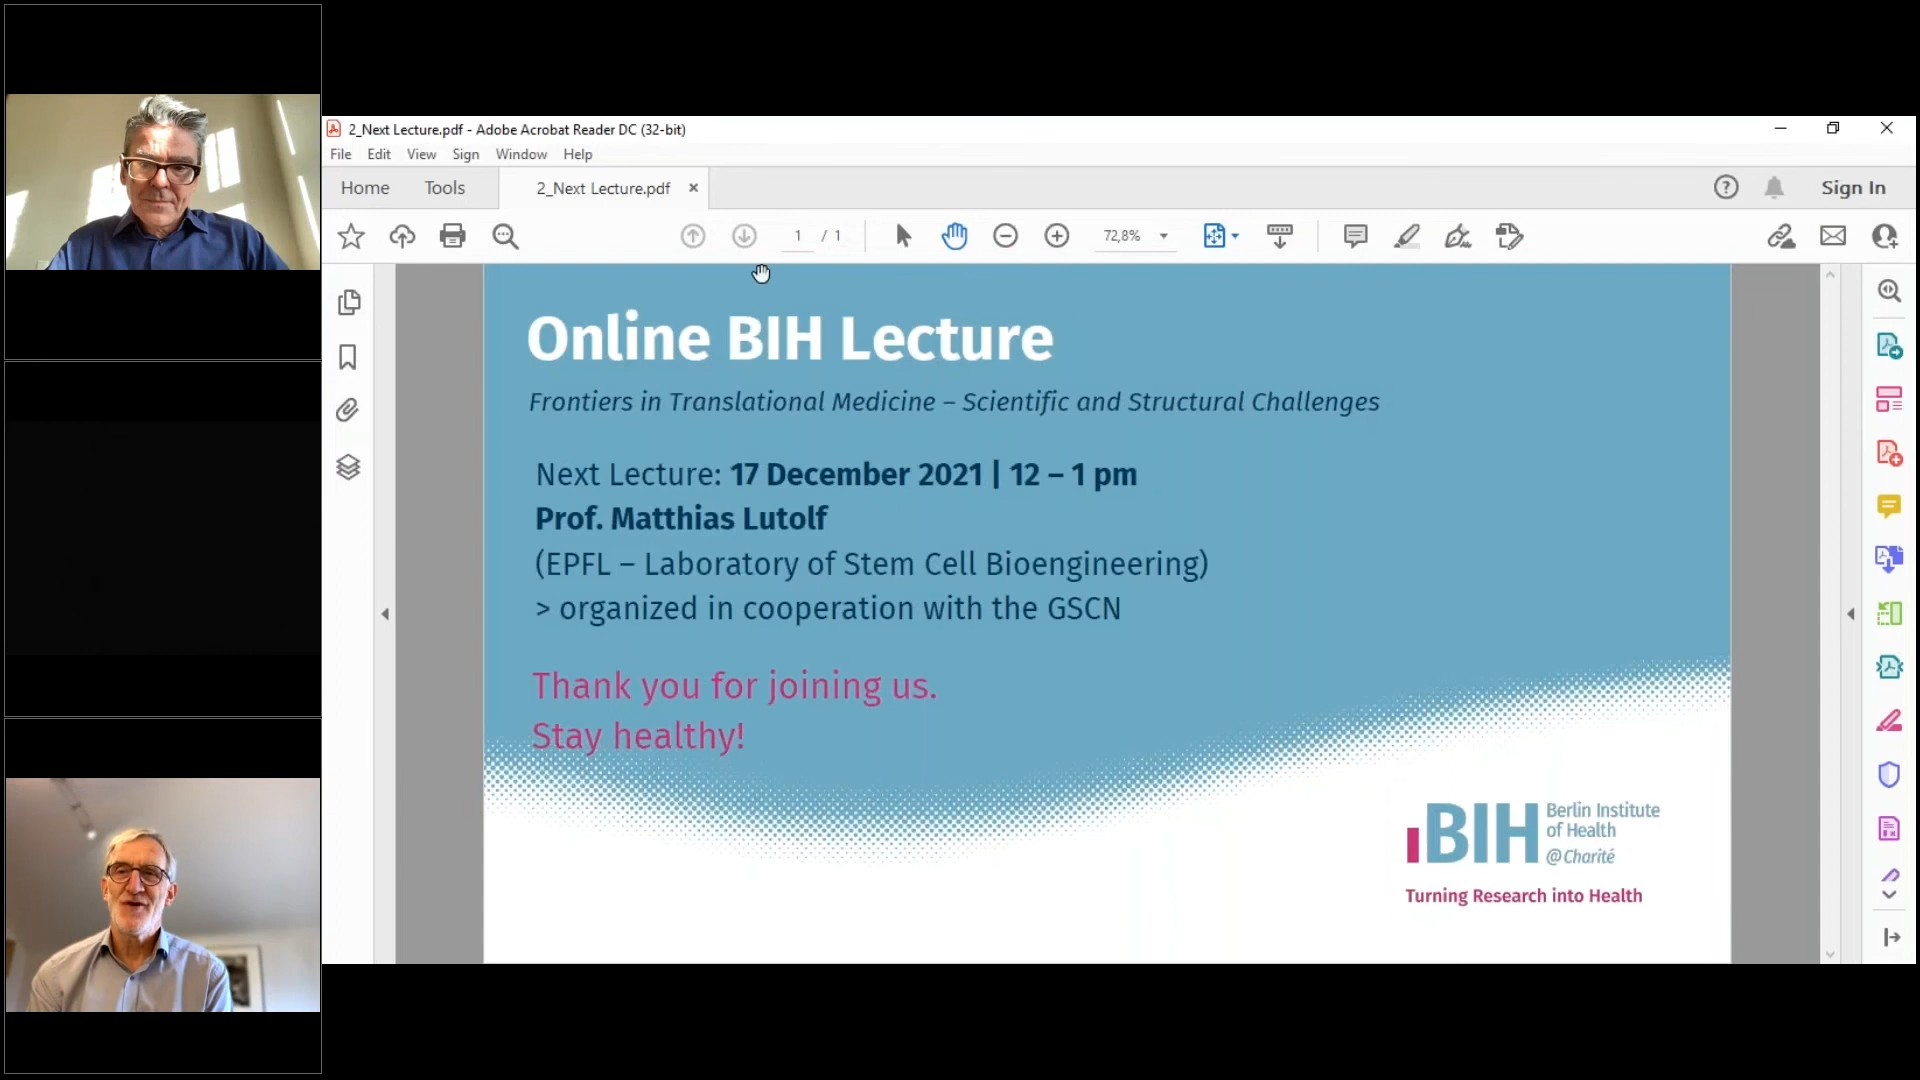 2_Next Lecture.pdf - Adobe Acrobat Reader DC (32-bit)
File Edit View Sign Window Help
Home Tools 2_Next Lecture.pdf Sign In
1 / 1 72,8%
Online BIH Lecture
Frontiers in Translational Medicine – Scientific and Structural Challenges
Next Lecture: 17 December 2021 | 12 – 1 pm
Prof. Matthias Lutolf
(EPFL – Laboratory of Stem Cell Bioengineering)
> organized in cooperation with the GSCN
Thank you for joining us.
Stay healthy!
BIH Berlin Institute
of Health
@Charité
Turning Research into Health